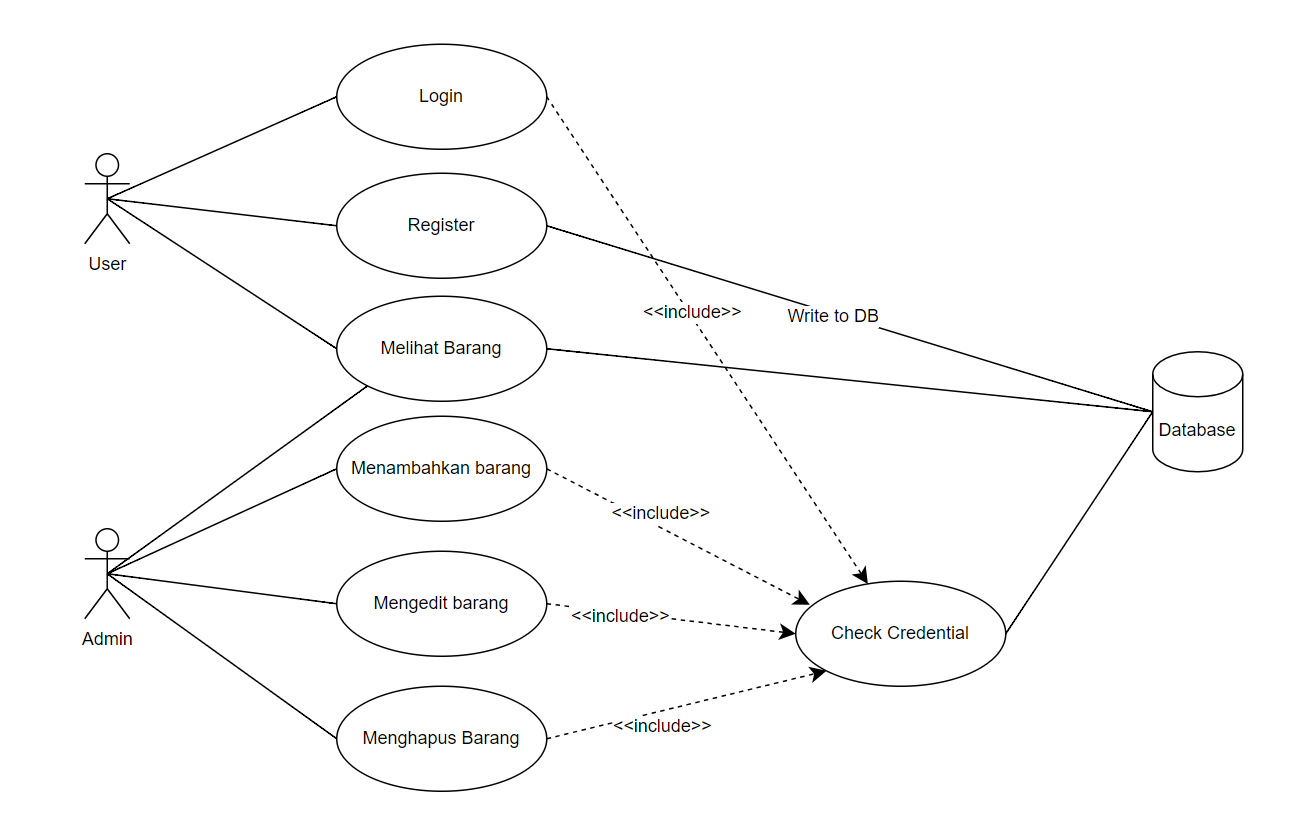 Login
User
Register
<<include>>
Write to DB
Melihat Barang
Database
Menambahkan barang
<<include>>
Admin
Mengedit barang
<<include>>
Check Credential
Menghapus Barang
<<include>>